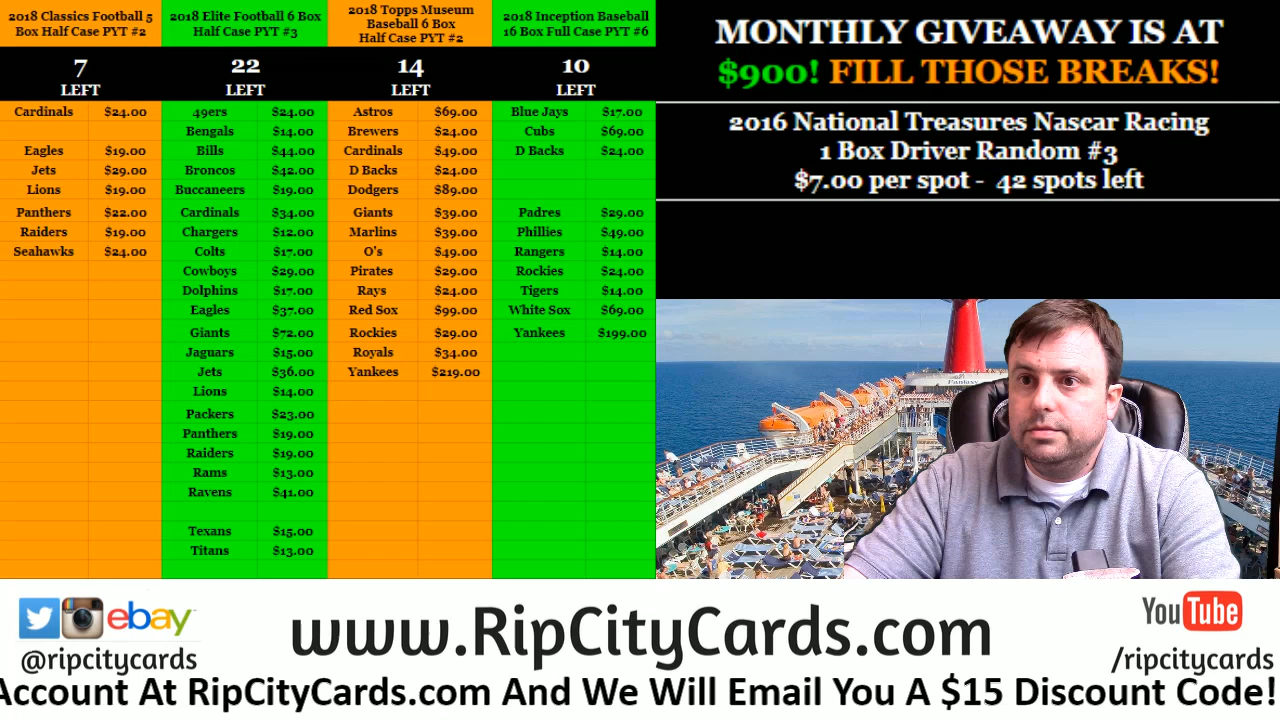 2018 Classics Football 5
Box Half Case PYT #2
7
LEFT
Cardinals $24.00
Eagles $19.00
Jets $29.00
Lions $19.00
Panthers $22.00
Raiders $19.00
Seahawks $24.00
2018 Elite Football 6 Box
Half Case PYT #3
22
LEFT
49ers $24.00
Bengals $14.00
Bills $44.00
Broncos $42.00
Buccaneers $19.00
Cardinals $34.00
Chargers $12.00
Colts $17.00
Cowboys $29.00
Dolphins $17.00
Eagles $37.00
Giants $72.00
Jaguars $15.00
Jets $36.00
Lions $14.00
Packers $23.00
Panthers $19.00
Raiders $19.00
Rams $13.00
Ravens $41.00
Texans $15.00
Titans $13.00
2018 Topps Museum
Baseball 6 Box
Half Case PYT #2
14
LEFT
Astros $69.00
Brewers $24.00
Cardinals $49.00
D Backs $24.00
Dodgers $89.00
Giants $39.00
Marlins $39.00
O's $49.00
Pirates $29.00
Rays $24.00
Red Sox $99.00
Rockies $29.00
Royals $34.00
Yankees $219.00
2018 Inception Baseball
16 Box Full Case PYT #6
10
LEFT
Blue Jays $17.00
Cubs $69.00
D Backs $24.00
Padres $29.00
Phillies $49.00
Rangers $14.00
Rockies $24.00
Tigers $14.00
White Sox $69.00
Yankees $199.00
MONTHLY GIVEAWAY IS AT
$900! FILL THOSE BREAKS!
2016 National Treasures Nascar Racing
1 Box Driver Random #3
$7.00 per spot - 42 spots left
Fantasy
ebay
@ripcitycards
www.RipCityCards.com
YouTube
/ripcitycards
Account At RipCityCards.com And We Will Email You A $15 Discount Code!